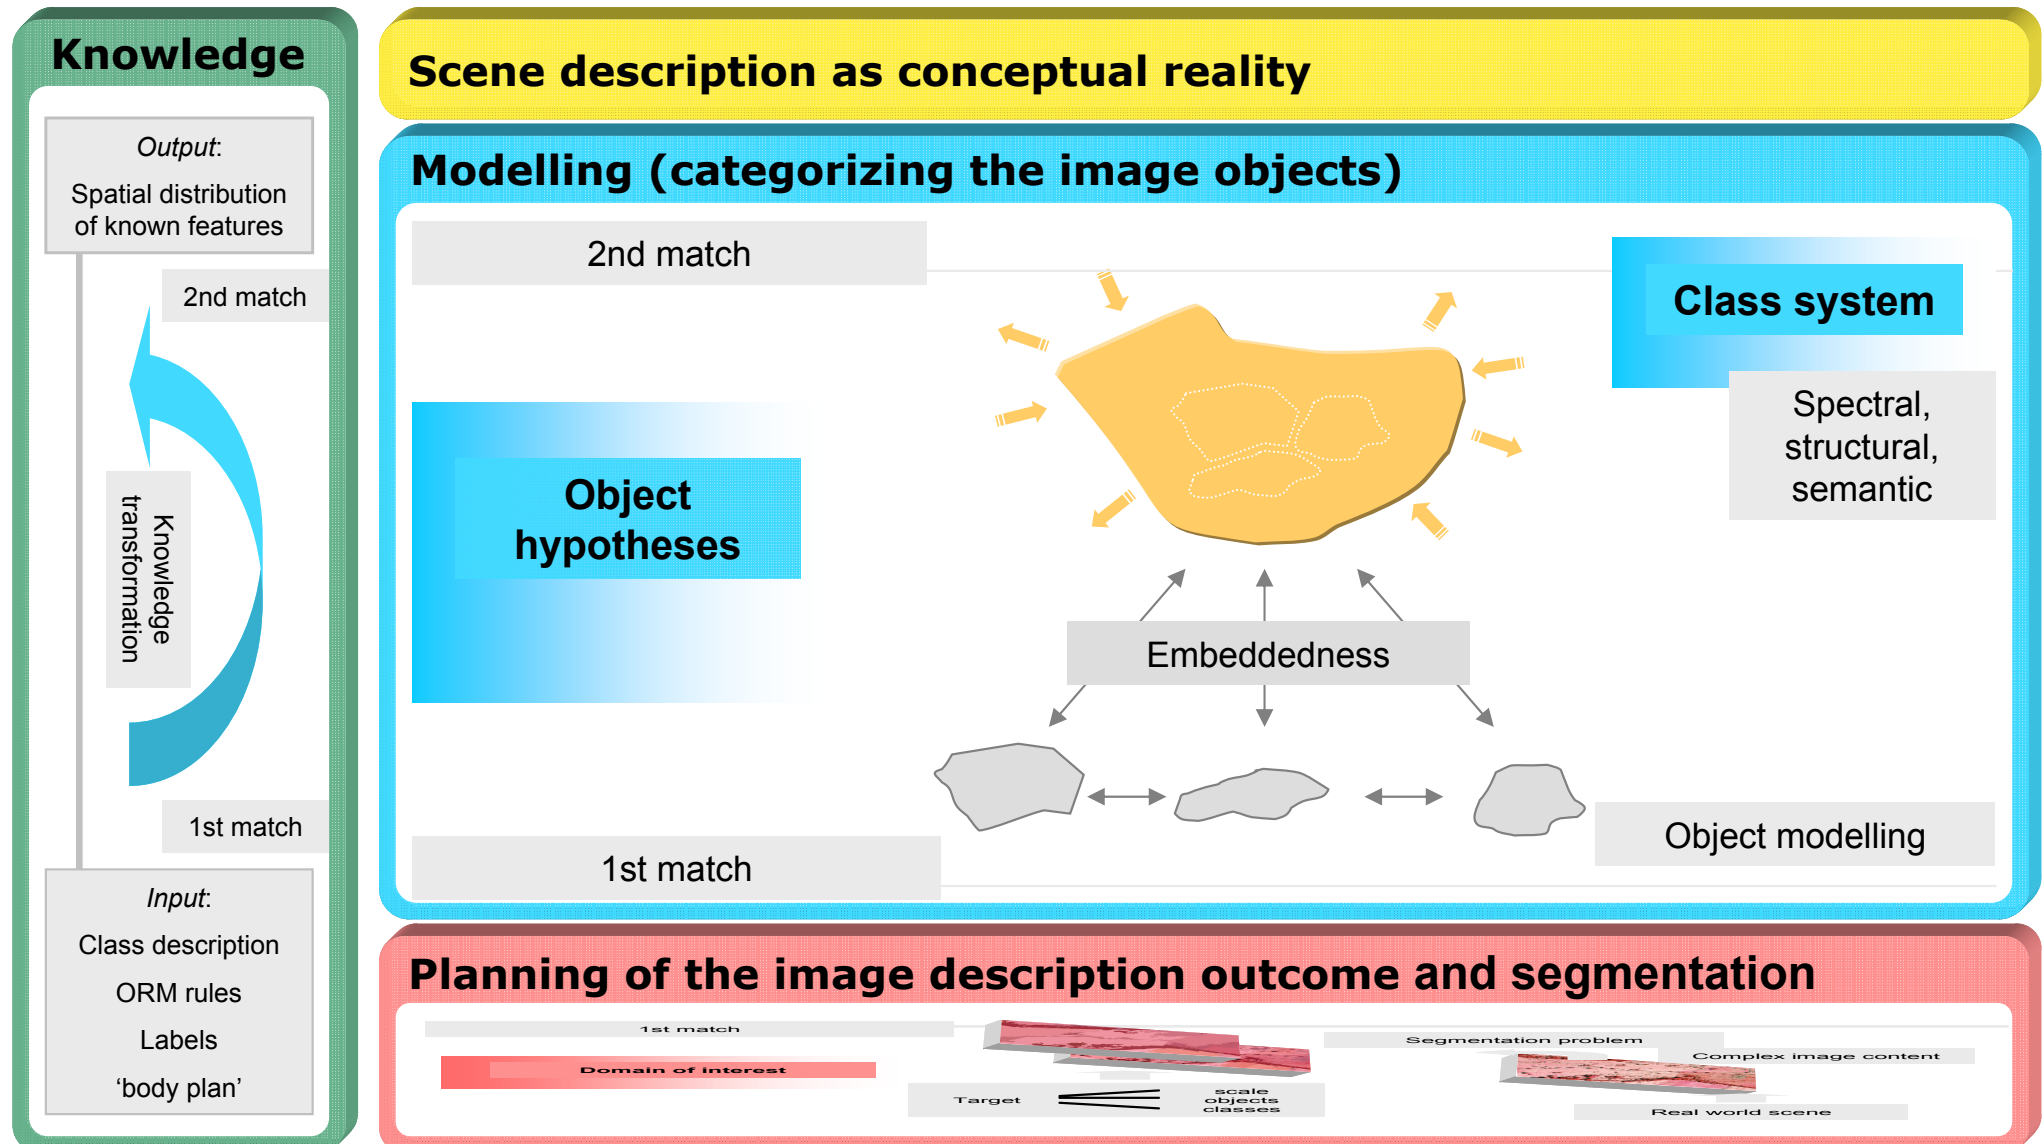 Knowledge
Output:
Spatial distribution
of known features
2nd match
Knowledge
transformation
1st match
Input:
Class description
ORM rules
Labels
‘body plan’
Scene description as conceptual reality
Modelling (categorizing the image objects)
2nd match
Class system
Spectral,
structural,
semantic
Object
hypotheses
Embeddedness
Object modelling
1st match
Planning of the image description outcome and segmentation
1st match
Domain of interest
Target
scale
objects
classes
Segmentation problem
Complex image content
Real world scene